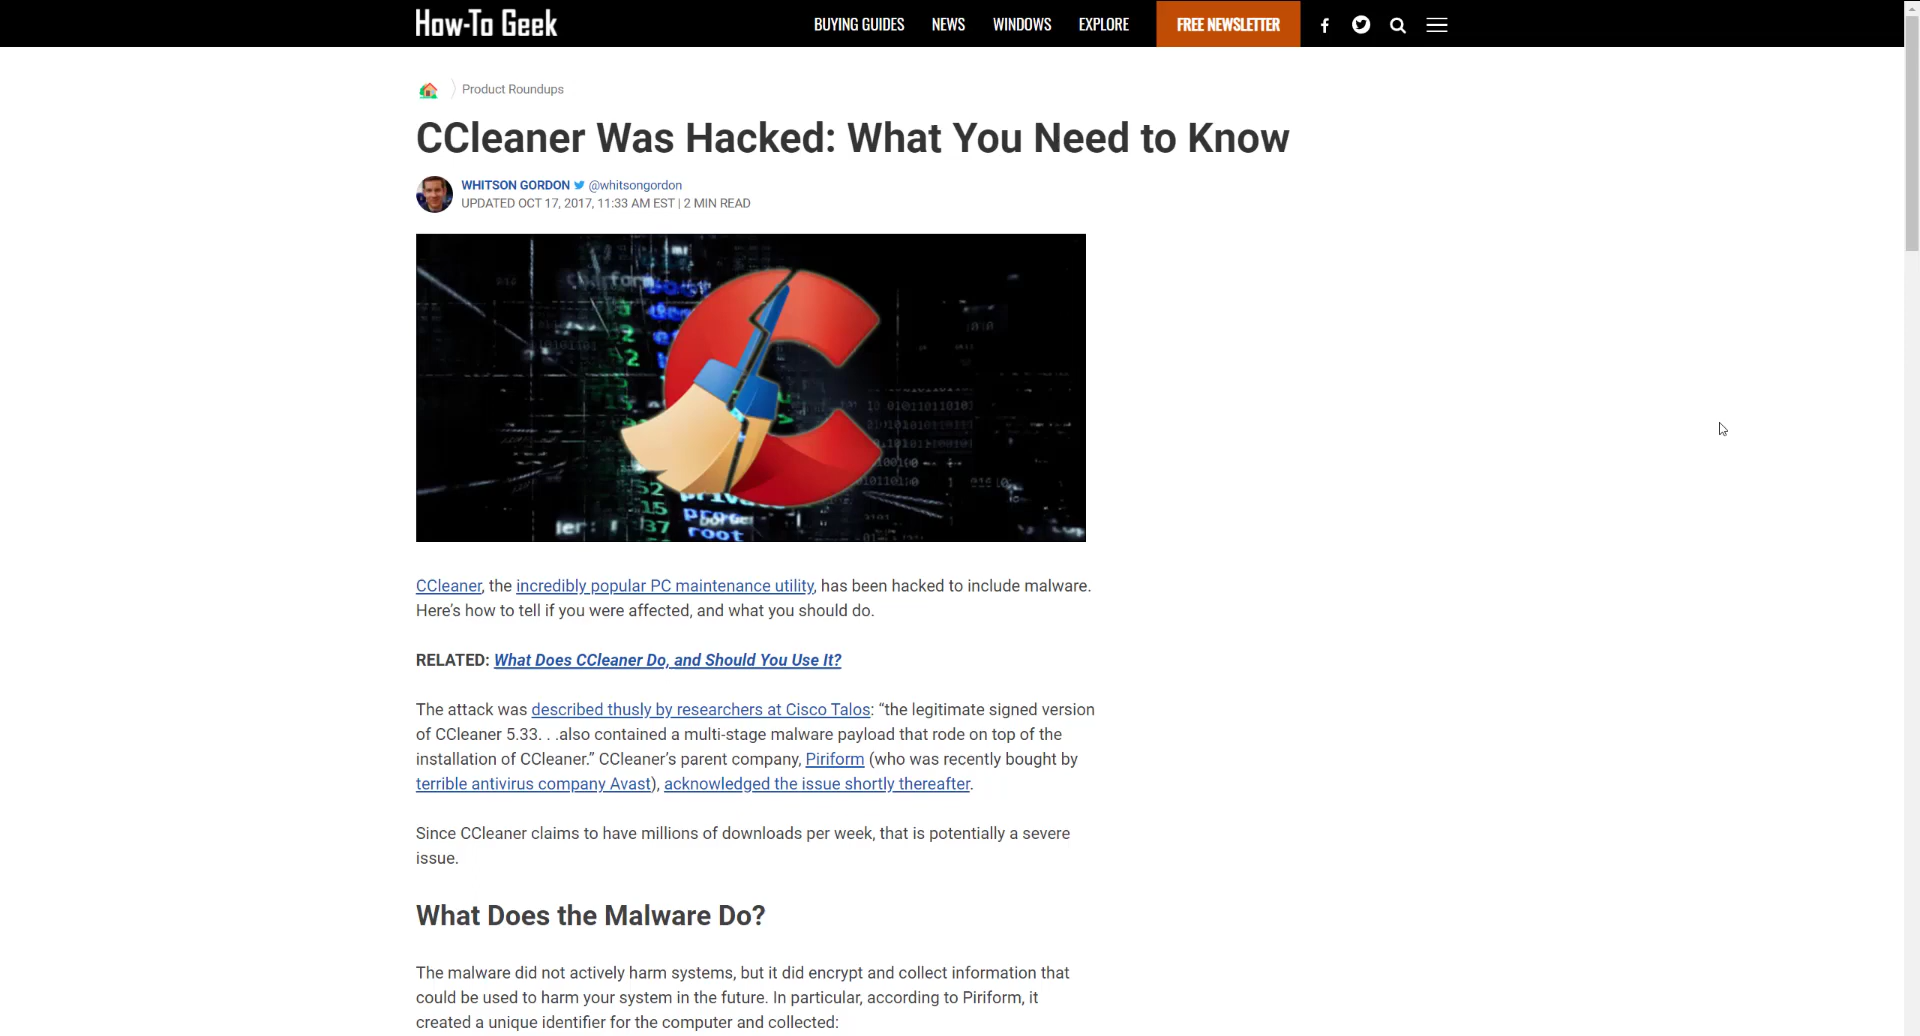 How-To Geek
BUYING GUIDES NEWS WINDOWS EXPLORE FREE NEWSLETTER
Product Roundups
CCleaner Was Hacked: What You Need to Know
WHITSON GORDON @whitsongordon
UPDATED OCT 17, 2017, 11:33 AM EST | 2 MIN READ
52
15
37
root
CCleaner, the incredibly popular PC maintenance utility, has been hacked to include malware.
Here's how to tell if you were affected, and what you should do.
RELATED: What Does CCleaner Do, and Should You Use It?
The attack was described thusly by researchers at Cisco Talos: “the legitimate signed version
of CCleaner 5.33. . .also contained a multi-stage malware payload that rode on top of the
installation of CCleaner.” CCleaner's parent company, Piriform (who was recently bought by
terrible antivirus company Avast), acknowledged the issue shortly thereafter.
Since CCleaner claims to have millions of downloads per week, that is potentially a severe
issue.
What Does the Malware Do?
The malware did not actively harm systems, but it did encrypt and collect information that
could be used to harm your system in the future. In particular, according to Piriform, it
created a unique identifier for the computer and collected: